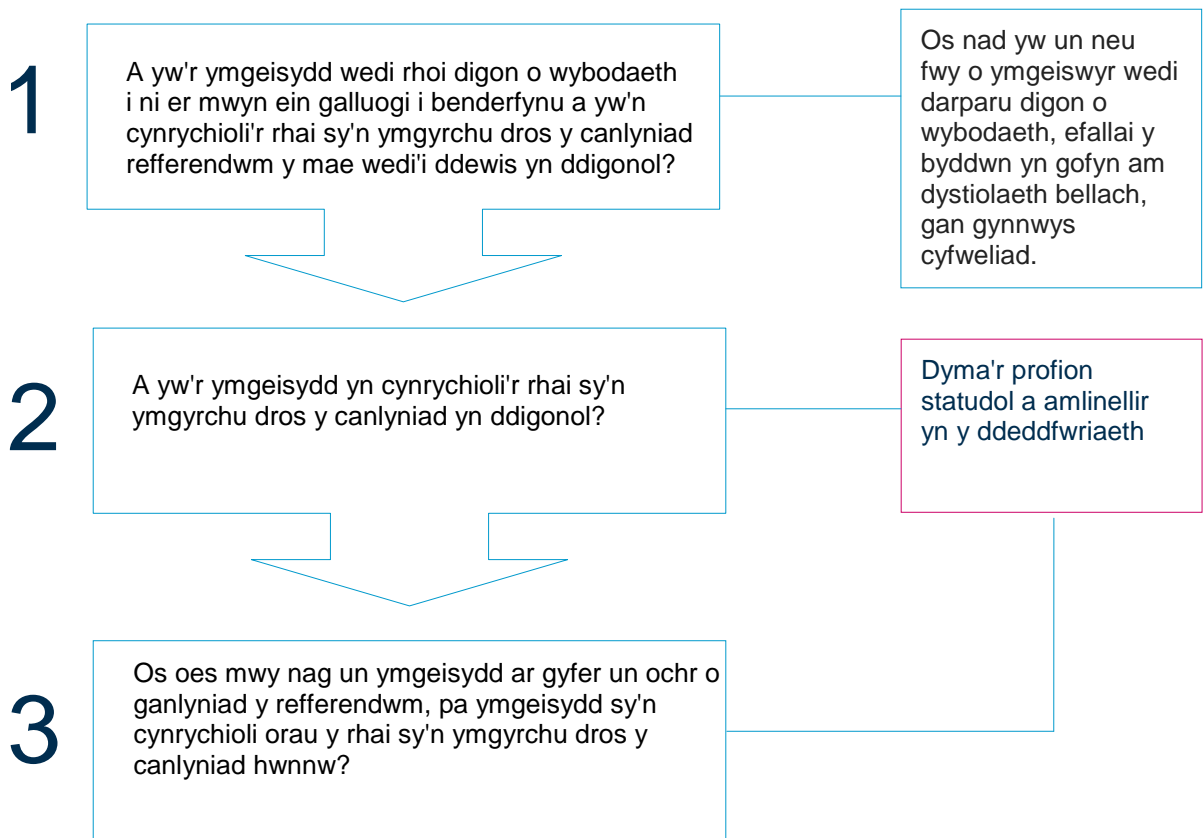 1
A yw'r ymgeisydd wedi rhoi digon o wybodaeth
i ni er mwyn ein galluogi i benderfynu a yw'n
cynrychioli'r rhai sy'n ymgyrchu dros y canlyniad
refferendwm y mae wedi'i ddewis yn ddigonol?
Os nad yw un neu
fwy o ymgeiswyr wedi
darparu digon o
wybodaeth, efallai y
byddwn yn gofyn am
dystiolaeth bellach,
gan gynnwys
cyfweliad.
2
A yw'r ymgeisydd yn cynrychioli'r rhai sy'n
ymgyrchu dros y canlyniad yn ddigonol?
Dyma'r profion
statudol a amlinellir
yn y ddeddfwriaeth
3
Os oes mwy nag un ymgeisydd ar gyfer un ochr o
ganlyniad y refferendwm, pa ymgeisydd sy'n
cynrychioli orau y rhai sy'n ymgyrchu dros y
canlyniad hwnnw?